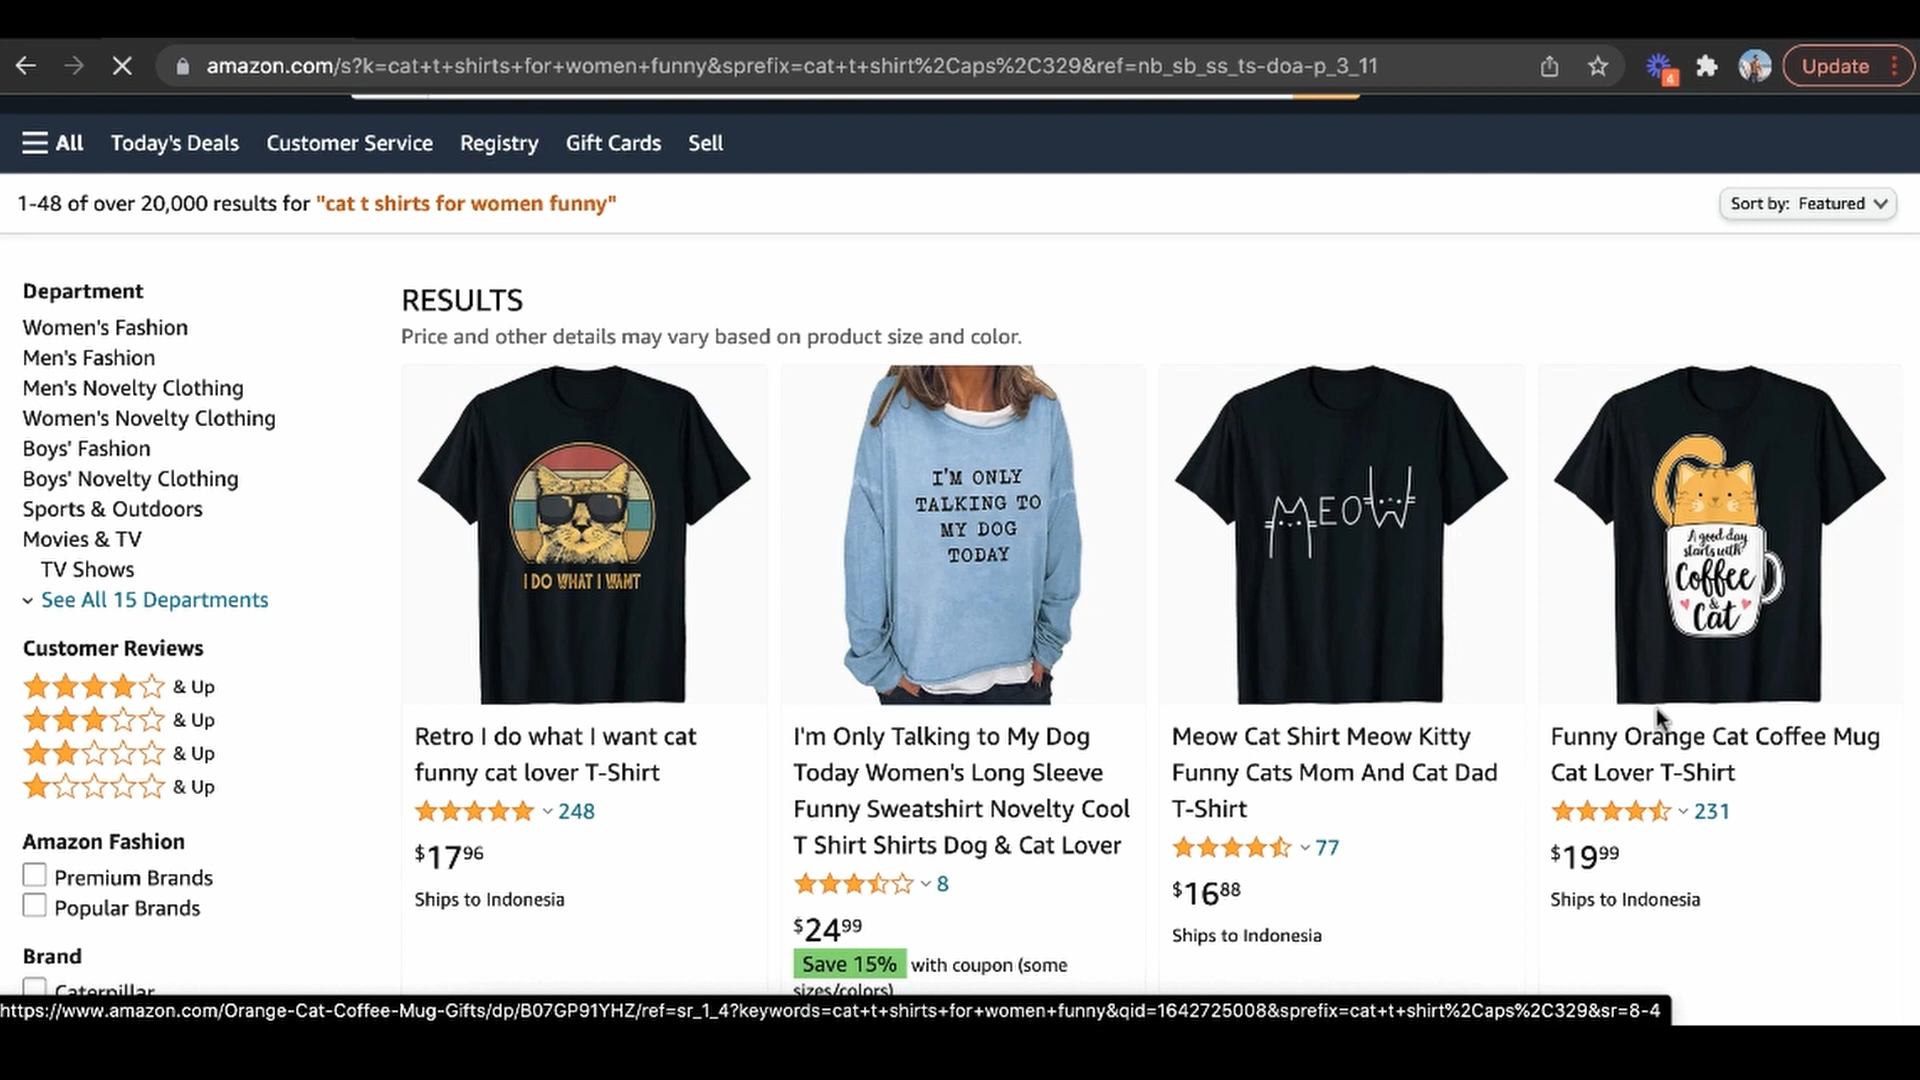 amazon.com/s?k=cat+t+shirts+for+women+funny&sprefix=cat+t+shirt%2Caps%2C329&ref=nb_sb_ss_ts-doa-p_3_11
4
Update
All
Today's Deals
Customer Service
Registry
Gift Cards
Sell
1-48 of over 20,000 results for "cat t shirts for women funny"
Sort by: Featured
Department
Women's Fashion
Men's Fashion
Men's Novelty Clothing
Women's Novelty Clothing
Boys' Fashion
Boys' Novelty Clothing
Sports & Outdoors
Movies & TV
TV Shows
See All 15 Departments
Customer Reviews
& Up
& Up
& Up
& Up
Amazon Fashion
Premium Brands
Popular Brands
Brand
Caterpillar
RESULTS
Price and other details may vary based on product size and color.
I DO WHAT I WANT
Retro I do what I want cat
funny cat lover T-Shirt
248
$17.96
Ships to Indonesia
I'M ONLY
TALKING TO
MY DOG
TODAY
I'm Only Talking to My Dog
Today Women's Long Sleeve
Funny Sweatshirt Novelty Cool
T Shirt Shirts Dog & Cat Lover
8
$24.99
Save 15% with coupon (some
sizes/colors)
MEOW
Meow Cat Shirt Meow Kitty
Funny Cats Mom And Cat Dad
T-Shirt
77
$16.88
Ships to Indonesia
A good day
starts with
Coffee
&
Cat
Funny Orange Cat Coffee Mug
Cat Lover T-Shirt
231
$19.99
Ships to Indonesia
https://www.amazon.com/Orange-Cat-Coffee-Mug-Gifts/dp/B07GP91YHZ/ref=sr_1_4?keywords=cat+t+shirts+for+women+funny&qid=1642725008&sprefix=cat+t+shirt%2Caps%2C329&sr=8-4